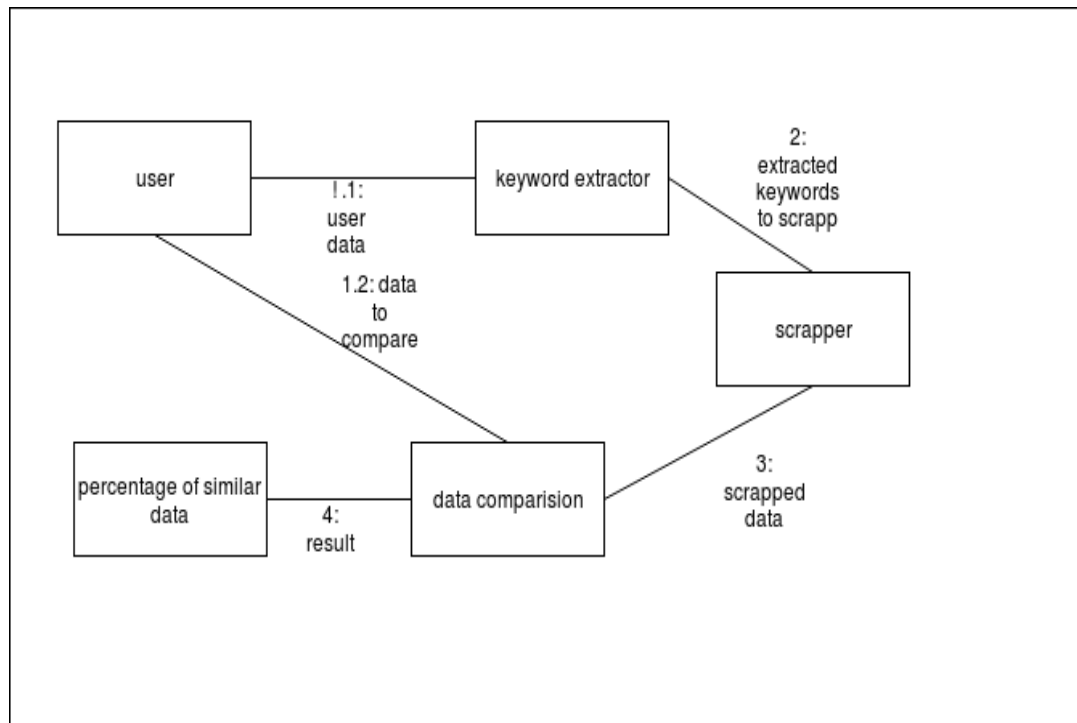 user
! .1:
user
data
keyword extractor
2:
extracted
keywords
to scrapp
1.2: data
to
compare
scrapper
percentage of similar
data
4:
result
data comparision
3:
scrapped
data